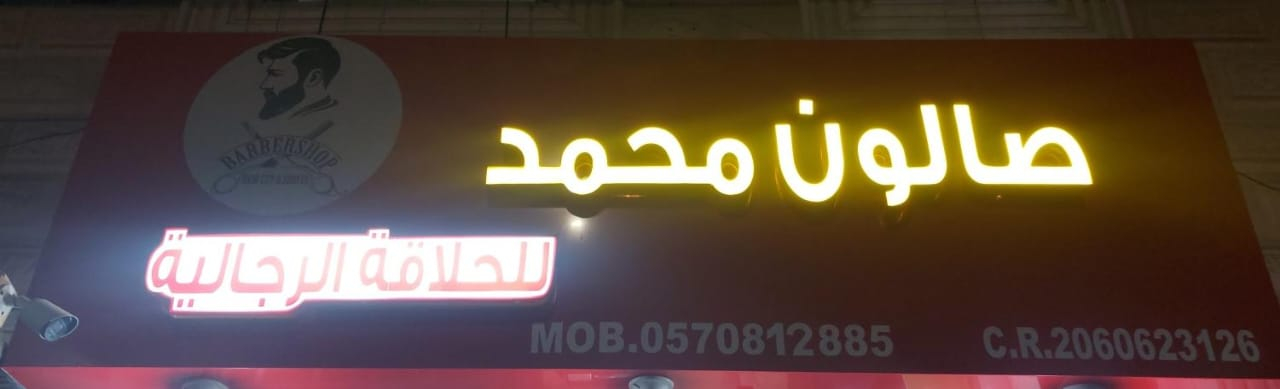 صالون محمد
BARBERSHOP
للحلاقة الرجالية
MOB.0570812885
C.R.2060623126